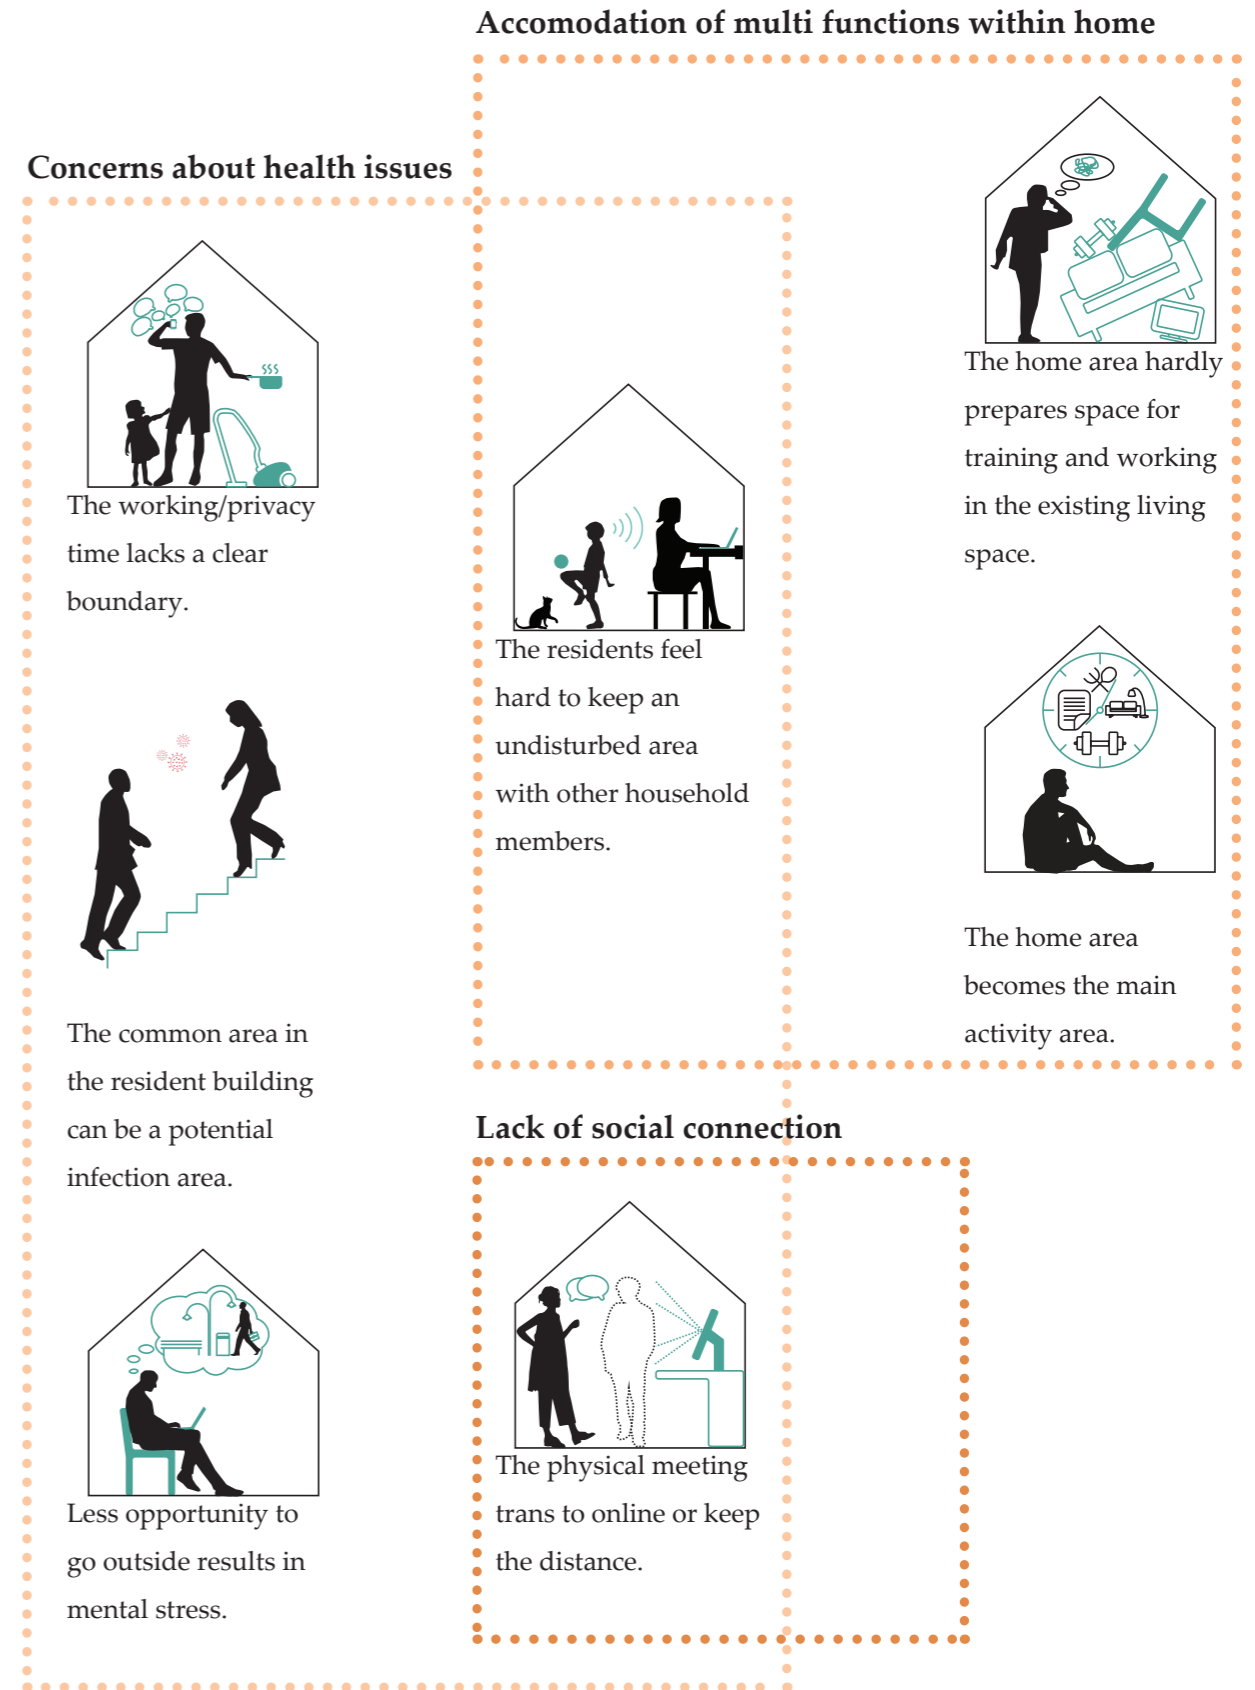 Accomodation of multi functions within home
Concerns about health issues
The working/privacy
time lacks a clear
boundary.
The common area in
the resident building
can be a potential
infection area.
Less opportunity to
go outside results in
mental stress.
The residents feel
hard to keep an
undisturbed area
with other household
members.
The home area hardly
prepares space for
training and working
in the existing living
space.
The home area
becomes the main
activity area.
Lack of social connection
The physical meeting
trans to online or keep
the distance.